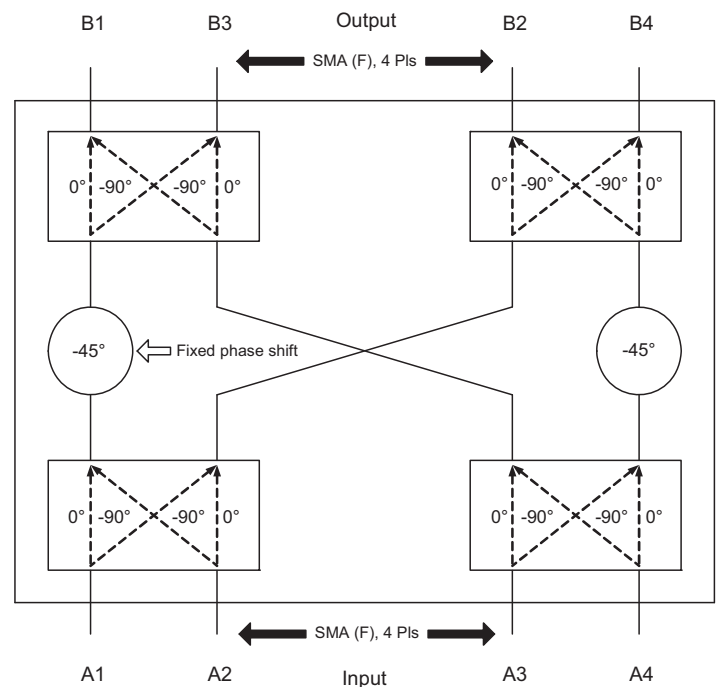 B1 B3 Output B2 B4
SMA (F), 4 Pls
0° -90° -90° 0° 0° -90° -90° 0°
-45° Fixed phase shift -45°
0° -90° -90° 0° 0° -90° -90° 0°
SMA (F), 4 Pls
A1 A2 Input A3 A4